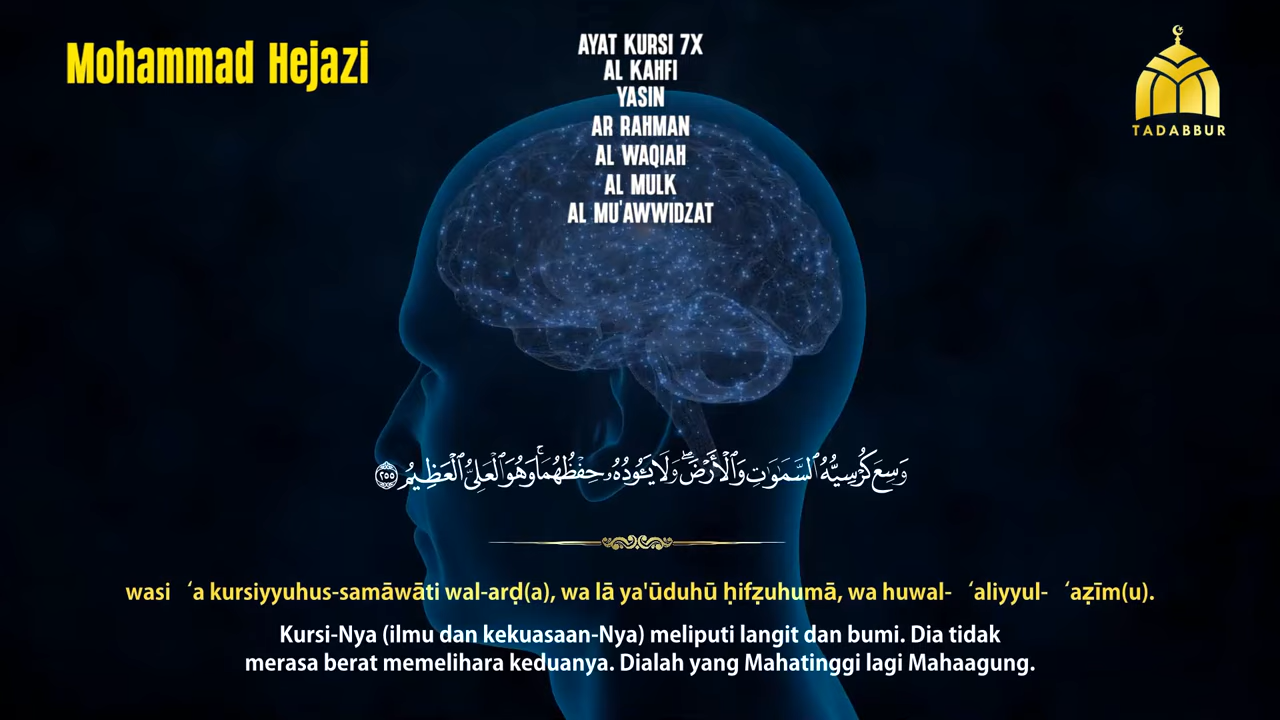 Mohammad Hejazi
AYAT KURSI 7X
AL KAHFI
YASIN
AR RAHMAN
AL WAQIAH
AL MULK
AL MU'AWWIDZAT
TADABBUR
وَسِعَ كُرْسِيُّهُ ٱلسَّمَـٰوَٰتِ وَٱلْأَرْضَۖ وَلَا يَـُٔودُهُۥ حِفْظُهُمَاۚ وَهُوَ ٱلْعَلِىُّ ٱلْعَظِيمُ ٢٥٥
wasi ‘a kursiyyuhus-samāwāti wal-arḍ(a), wa lā ya'ūduhū ḥifẓuhumā, wa huwal- ‘aliyyul- ‘aẓīm(u).
Kursi-Nya (ilmu dan kekuasaan-Nya) meliputi langit dan bumi. Dia tidak
merasa berat memelihara keduanya. Dialah yang Mahatinggi lagi Mahaagung.